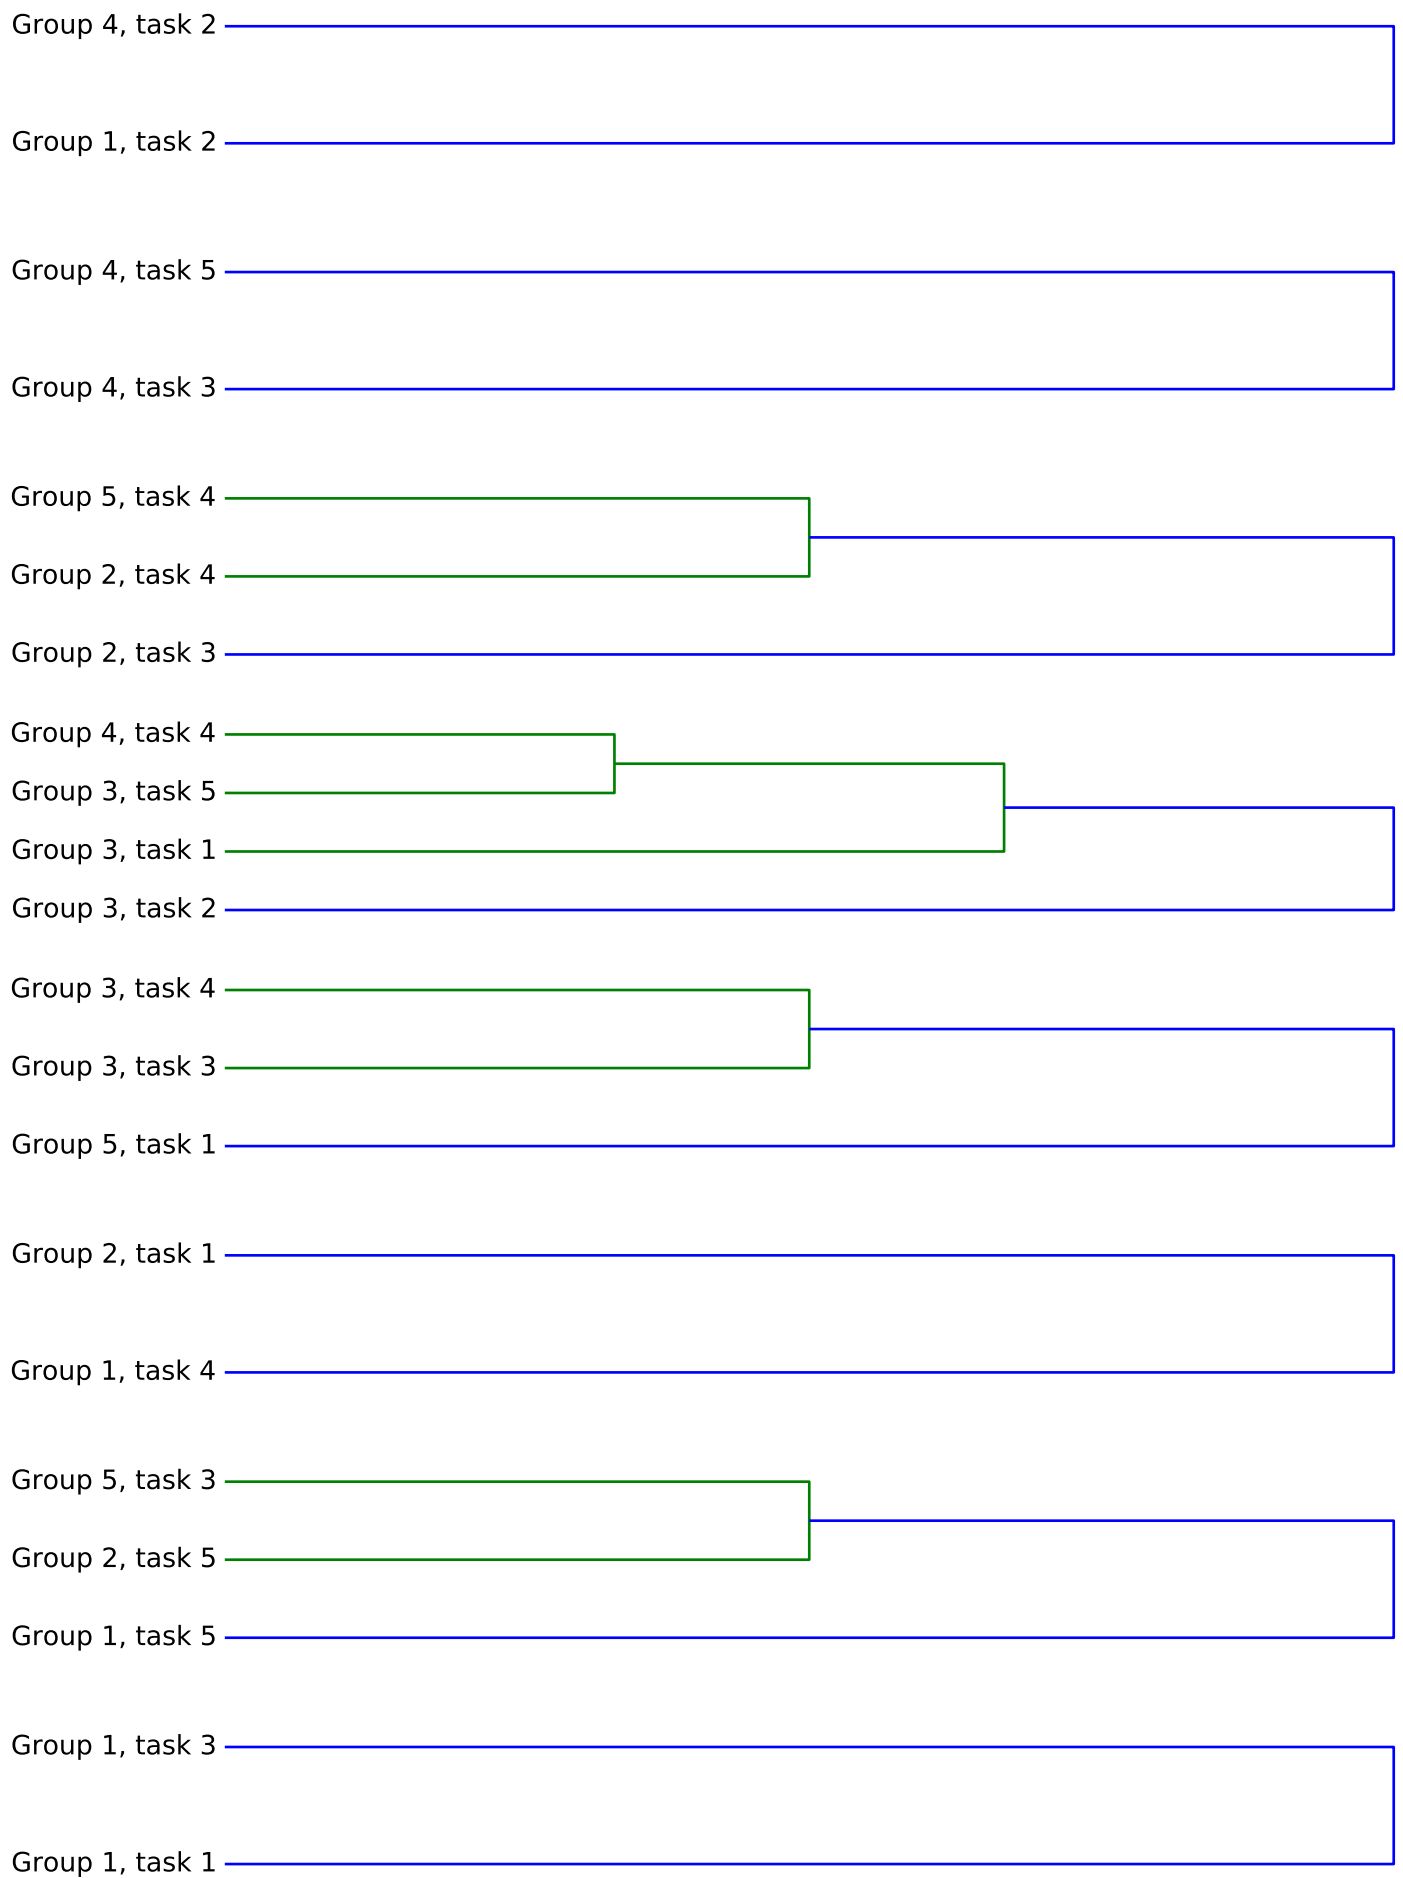 Group 4, task 2
Group 1, task 2
Group 4, task 5
Group 4, task 3
Group 5, task 4
Group 2, task 4
Group 2, task 3
Group 4, task 4
Group 3, task 5
Group 3, task 1
Group 3, task 2
Group 3, task 4
Group 3, task 3
Group 5, task 1
Group 2, task 1
Group 1, task 4
Group 5, task 3
Group 2, task 5
Group 1, task 5
Group 1, task 3
Group 1, task 1